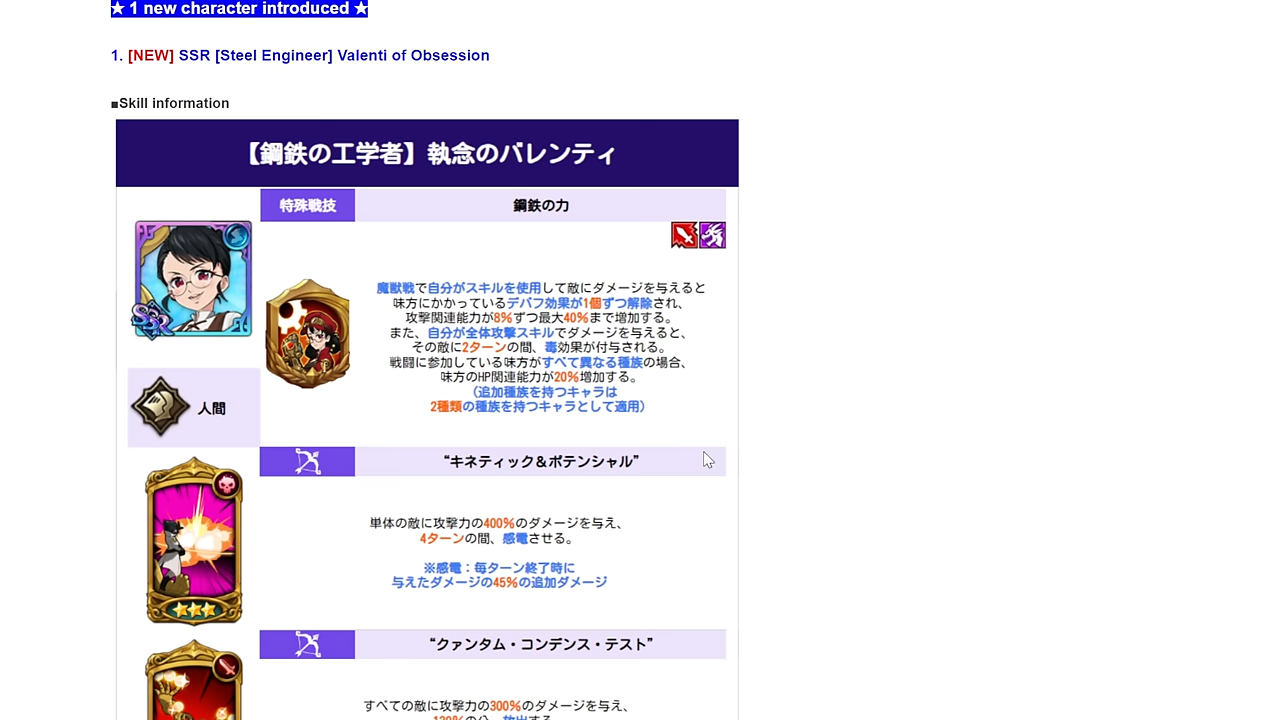 ★ 1 new character introduced ★
1. [NEW] SSR [Steel Engineer] Valenti of Obsession
■Skill information
【鋼鉄の工学者】執念のバレンティ
特殊戦技
鋼鉄の力
SSR
魔獣戦で自分がスキルを使用して敵にダメージを与えると
味方にかかっているデバフ効果が1個ずつ解除され、
攻撃関連能力が8%ずつ最大40%まで増加する。
また、自分が全体攻撃スキルでダメージを与えると、
その敵に2ターンの間、毒効果が付与される。
戦闘に参加している味方がすべて異なる種族の場合、
味方のHP関連能力が20%増加する。
（追加種族を持つキャラは
2種類の種族を持つキャラとして適用）
人間
“キネティック＆ポテンシャル”
単体の敵に攻撃力の400%のダメージを与え、
4ターンの間、感電させる。
※感電：毎ターン終了時に
与えたダメージの45%の追加ダメージ
“クァンタム・コンデンス・テスト”
すべての敵に攻撃力の300%のダメージを与え、